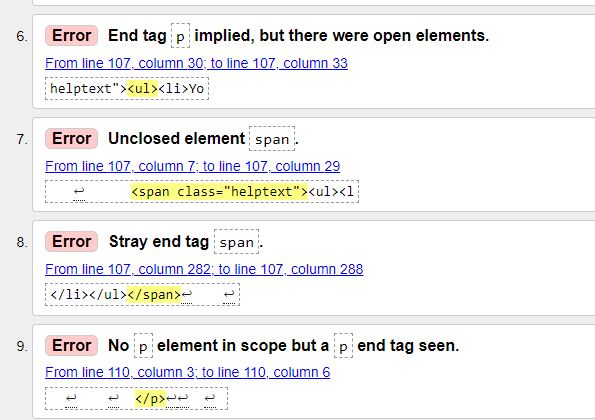 6. Error End tag p implied, but there were open elements.
From line 107, column 30; to line 107, column 33
helptext"><ul><li>Yo
7. Error Unclosed element span.
From line 107, column 7; to line 107, column 29
↩ <span class="helptext"><ul><l
8. Error Stray end tag span.
From line 107, column 282; to line 107, column 288
</li></ul></span>↩ ↩
9. Error No p element in scope but a p end tag seen.
From line 110, column 3; to line 110, column 6
↩ ↩ </p>↩↩ ↩